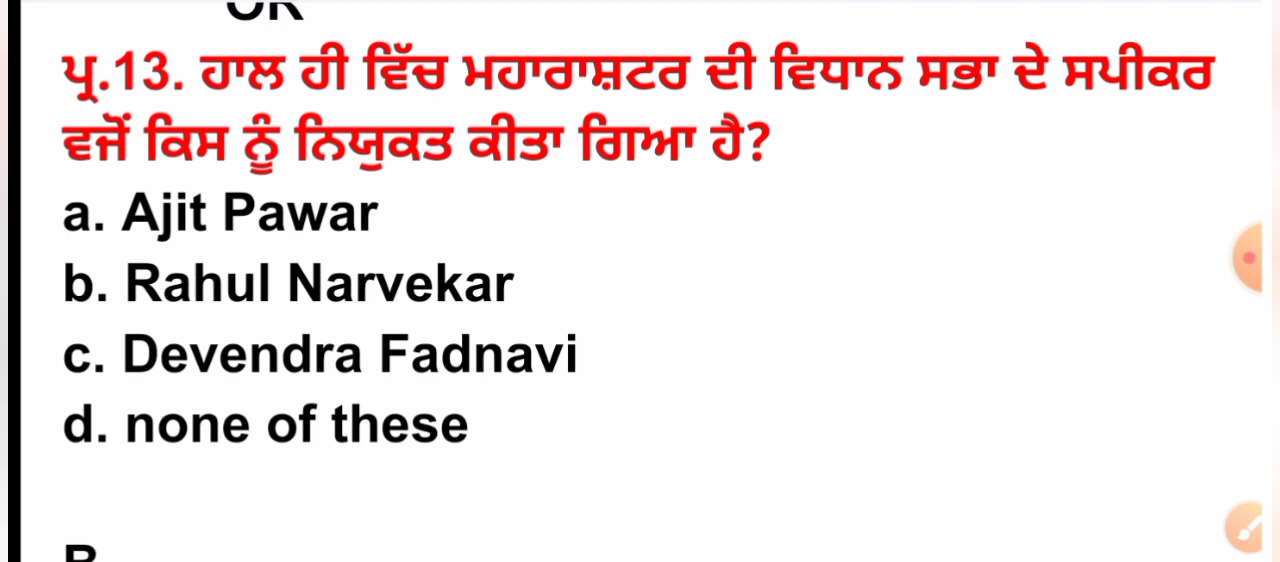 ਪ੍ਰ.13. ਹਾਲ ਹੀ ਵਿੱਚ ਮਹਾਰਾਸ਼ਟਰ ਦੀ ਵਿਧਾਨ ਸਭਾ ਦੇ ਸਪੀਕਰ
ਵਜੋਂ ਕਿਸ ਨੂੰ ਨਿਯੁਕਤ ਕੀਤਾ ਗਿਆ ਹੈ?
a. Ajit Pawar
b. Rahul Narvekar
c. Devendra Fadnavi
d. none of these